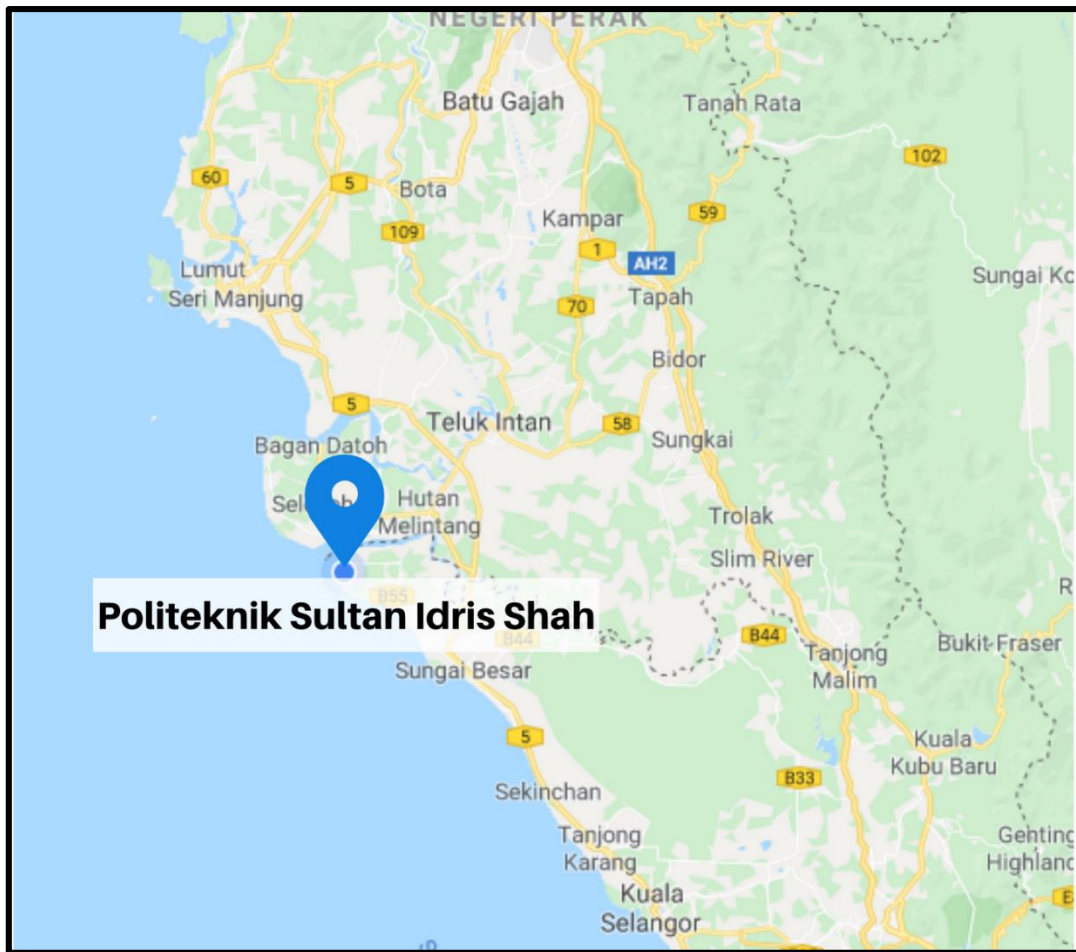 NEGERI PERAK
Batu Gajah
Tanah Rata
102
60
5
Bota
59
109
Kampar
1
AH2
Lumut
Sungai Ko
Seri Manjung
Tapah
70
Bidor
5
Teluk Intan
58
Bagan Datoh
Sungkai
Hutan
Melintang
Trolak
Slim River
B55
R
Politeknik Sultan Idris Shah
B44
B44
Bukit Fraser
Tanjong
Malim
Sungai Besar
5
Kuala
Kubu Baru
B33
Sekinchan
Tanjong
Karang
Genting
Highland
Kuala
Selangor